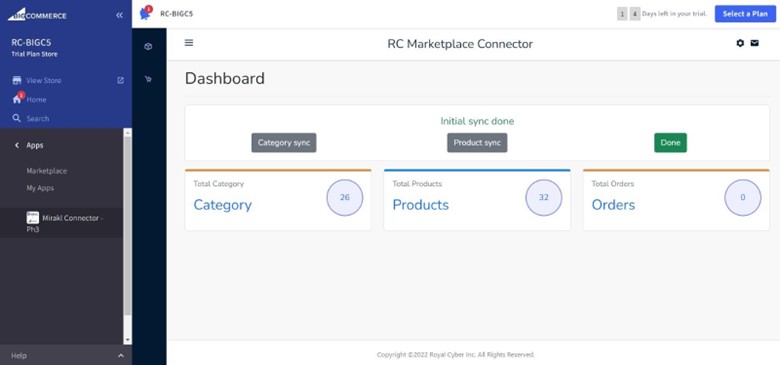 BIGCOMMERCE
«
1
RC-BIGC5
1 4 Days left in your trial.
Select a Plan
RC-BIGC5
Trial Plan Store
View Store
1
Home
Search
Apps
Marketplace
My Apps
Mirakl Connector -
Ph3
Help
RC Marketplace Connector
Dashboard
Initial sync done
Category sync
Product sync
Done
Total Category
Category
26
Total Products
Products
32
Total Orders
Orders
0
Copyright ©2022 Royal Cyber Inc. All Rights Reserved.